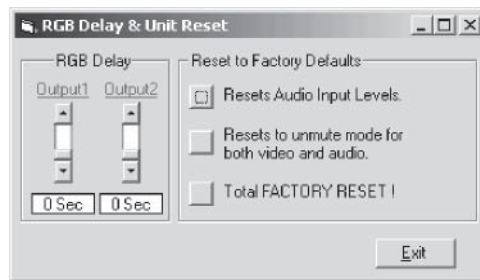 RGB Delay & Unit Reset
RGB Delay
Output1 Output2
0 Sec 0 Sec
Reset to Factory Defaults
Resets Audio Input Levels.
Resets to unmute mode for
both video and audio.
Total FACTORY RESET !
Exit